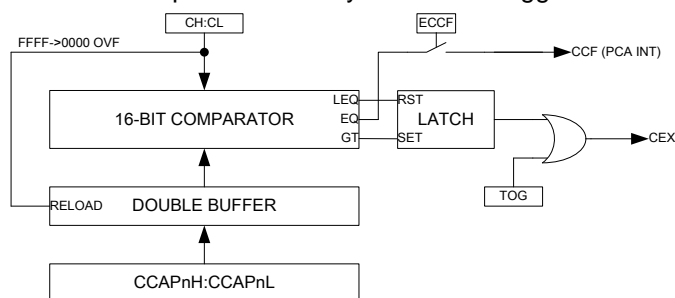 CH:CL
ECCF
FFFF->0000 OVF
CCF (PCA INT)
LEQ
RST
16-BIT COMPARATOR
EQ
LATCH
GT
SET
CEX
TOG
RELOAD
DOUBLE BUFFER
CCAPnH:CCAPnL